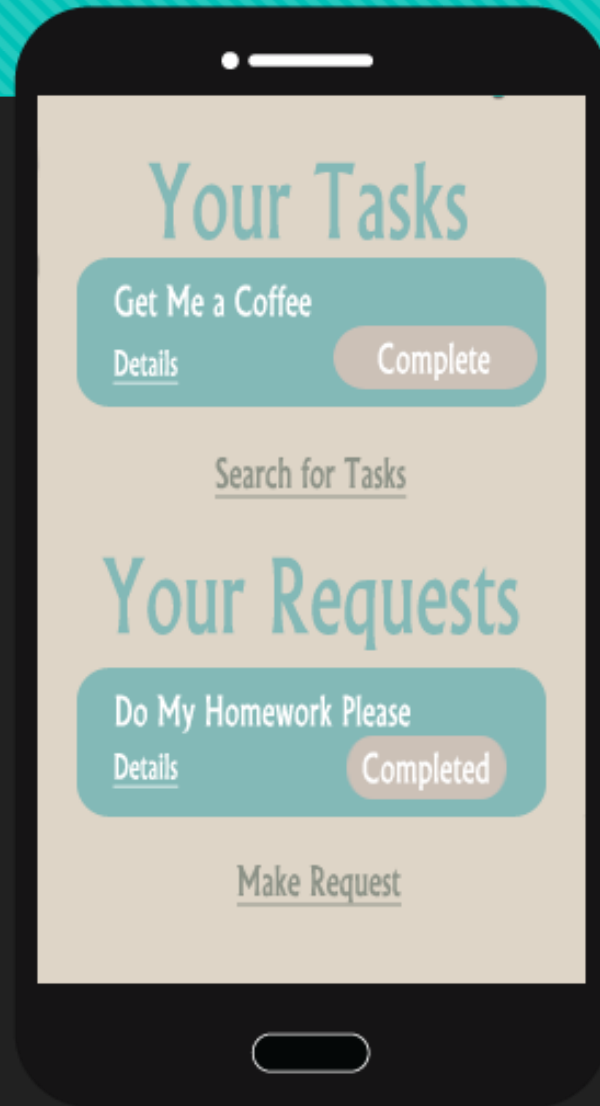 Your Tasks
Get Me a Coffee
Details
Complete
Search for Tasks
Your Requests
Do My Homework Please
Details
Completed
Make Request